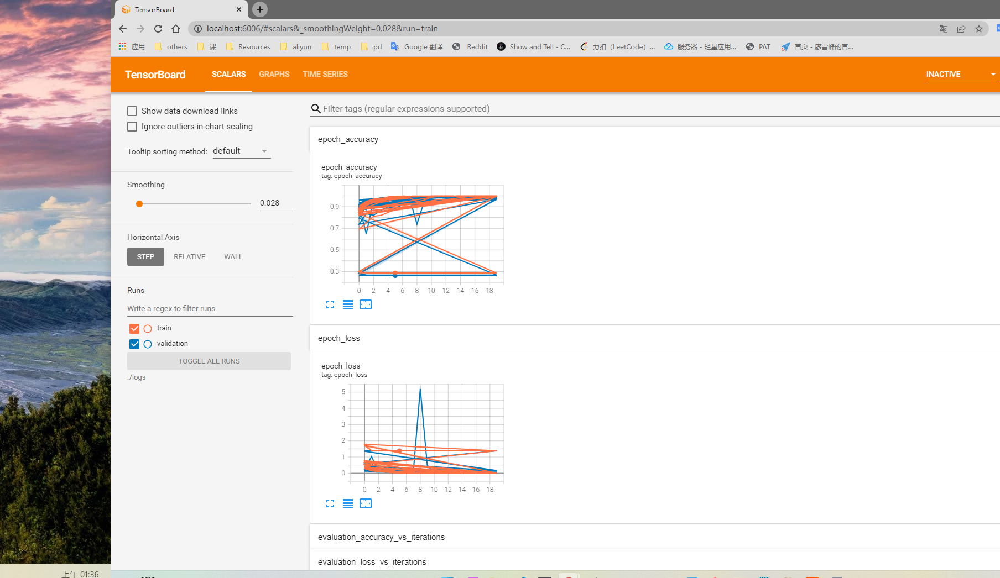 TensorBoard
localhost:6006/#scalars&_smoothingWeight=0.028&run=train
应用 others 课 Resources aliyun temp pd Google 翻译 Reddit Show and Tell - C... 力扣（LeetCode）... 服务器 - 轻量应用... PAT 首页 - 廖雪峰的官...
TensorBoard SCALARS GRAPHS TIME SERIES INACTIVE
Show data download links
Ignore outliers in chart scaling
Tooltip sorting method: default
Smoothing
0.028
Horizontal Axis
STEP RELATIVE WALL
Runs
Write a regex to filter runs
train
validation
TOGGLE ALL RUNS
./logs
Filter tags (regular expressions supported)
epoch_accuracy
epoch_accuracy
tag: epoch_accuracy
0.9
0.7
0.5
0.3
0 2 4 6 8 10 12 14 16 18
epoch_loss
epoch_loss
tag: epoch_loss
5
4
3
2
1
0
0 2 4 6 8 10 12 14 16 18
evaluation_accuracy_vs_iterations
evaluation_loss_vs_iterations
上午 01:36